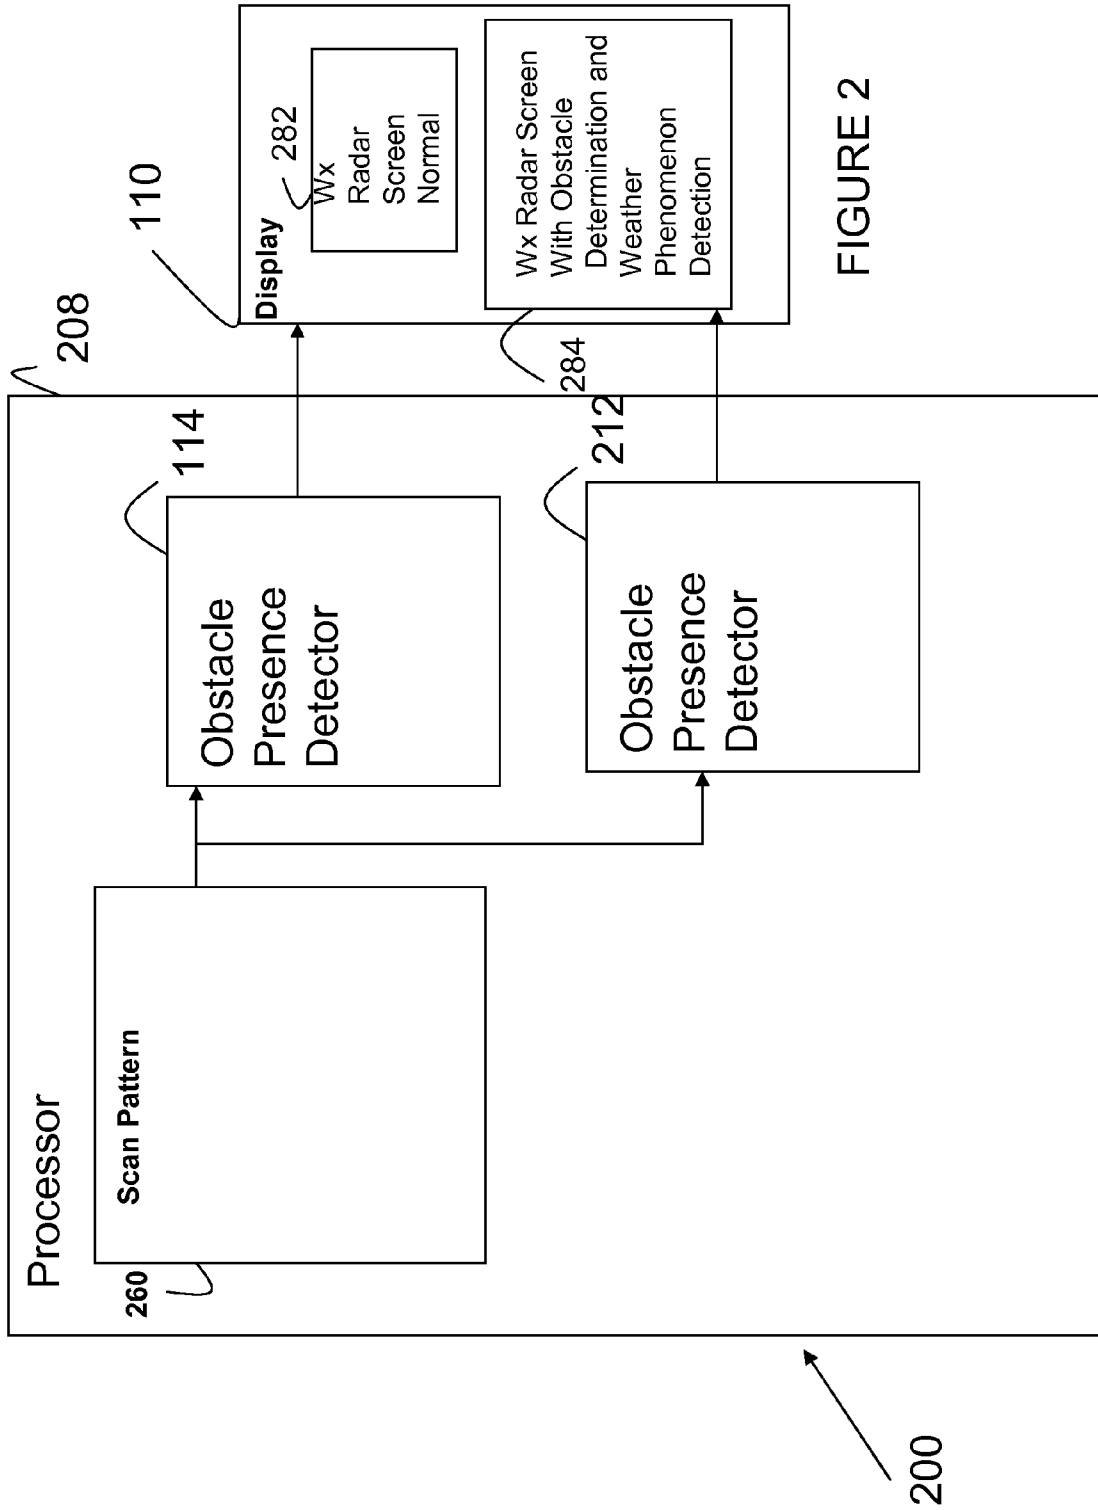 208
Processor
Scan Pattern
260
114
Obstacle
Presence
Detector
212
Obstacle
Presence
Detector
110
Display
282
Wx
Radar
Screen
Normal
284
Wx Radar Screen
With Obstacle
Determination and
Weather
Phenomenon
Detection
200
FIGURE 2